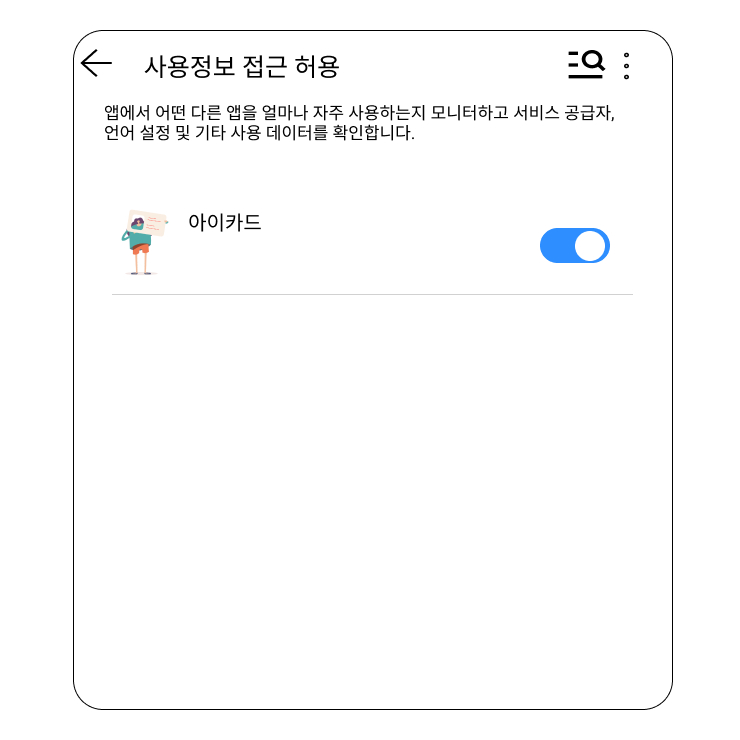 사용정보 접근 허용
앱에서 어떤 다른 앱을 얼마나 자주 사용하는지 모니터하고 서비스 공급자,
언어 설정 및 기타 사용 데이터를 확인합니다.
아이카드